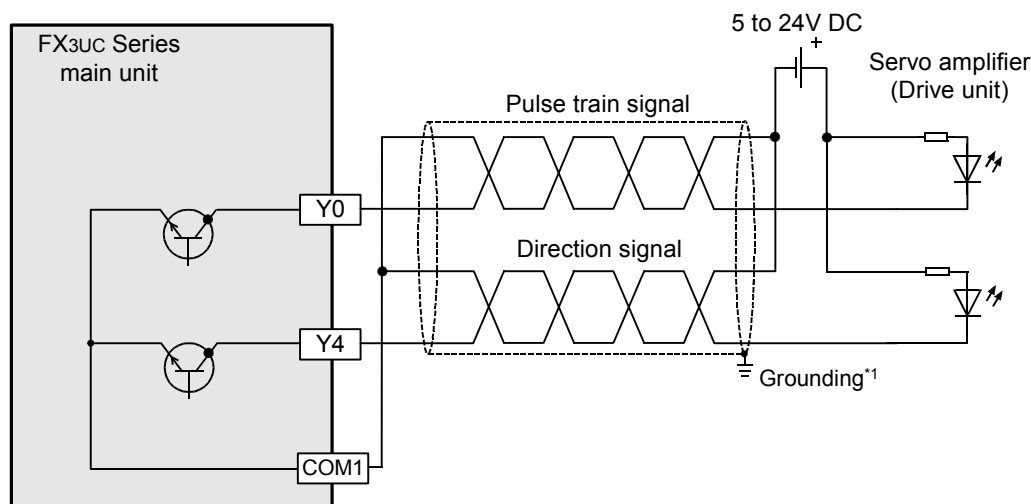 5 to 24V DC
+
FX3UC Series
main unit
Servo amplifier
(Drive unit)
Pulse train signal
Y0
Direction signal
Y4
Grounding*1
COM1